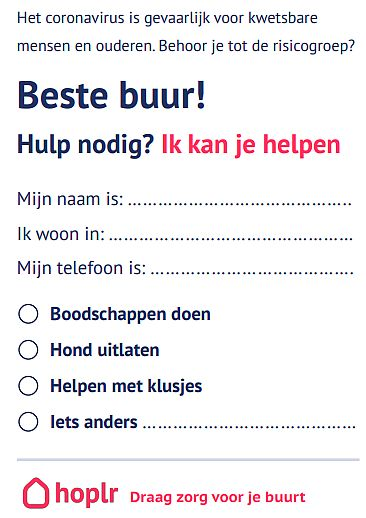 Het coronavirus is gevaarlijk voor kwetsbare
mensen en ouderen. Behoor je tot de risicogroep?
Beste buur!
Hulp nodig? Ik kan je helpen
Mijn naam is: ………………………………………
Ik woon in: …………………………………………
Mijn telefoon is: ………………………………….
Boodschappen doen
Hond uitlaten
Helpen met klusjes
Iets anders ……………………………………
hoplr Draag zorg voor je buurt